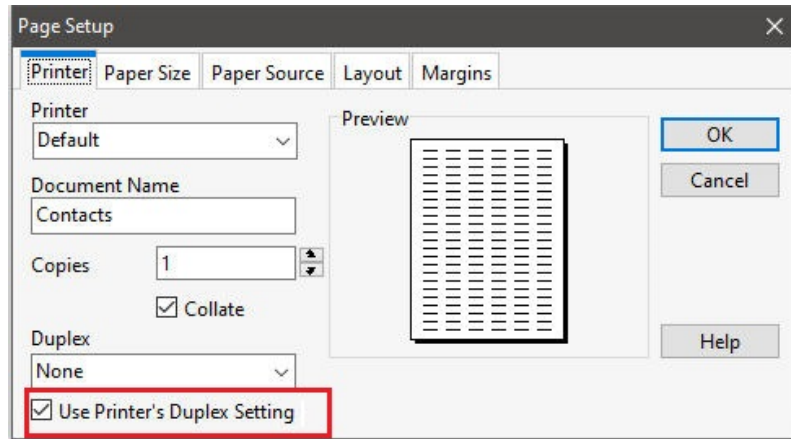 Page Setup
Printer Paper Size Paper Source Layout Margins
Printer
Default
Document Name
Contacts
Copies 1
Collate
Duplex
None
Use Printer's Duplex Setting
Preview
OK
Cancel
Help